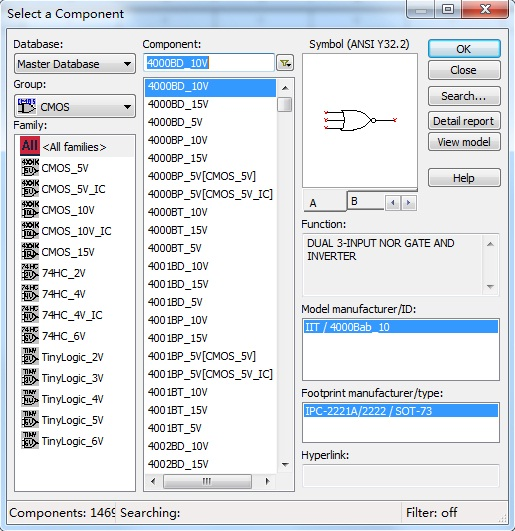 Select a Component
Database:
Master Database
Group:
CMOS
Family:
All <All families>
CMOS_5V
CMOS_5V_IC
CMOS_10V
CMOS_10V_IC
CMOS_15V
74HC_2V
74HC_4V
74HC_4V_IC
74HC_6V
TinyLogic_2V
TinyLogic_3V
TinyLogic_4V
TinyLogic_5V
TinyLogic_6V
Component:
4000BD_10V
4000BD_10V
4000BD_15V
4000BD_5V
4000BP_10V
4000BP_15V
4000BP_5V[CMOS_5V]
4000BP_5V[CMOS_5V_IC]
4000BT_10V
4000BT_15V
4000BT_5V
4001BD_10V
4001BD_15V
4001BD_5V
4001BP_10V
4001BP_15V
4001BP_5V[CMOS_5V]
4001BP_5V[CMOS_5V_IC]
4001BT_10V
4001BT_15V
4001BT_5V
4002BD_10V
4002BD_15V
Symbol (ANSI Y32.2)
A
B
Function:
DUAL 3-INPUT NOR GATE AND
INVERTER
Model manufacturer/ID:
IIT / 4000Bab_10
Footprint manufacturer/type:
IPC-2221A/2222 / SOT-73
Hyperlink:
OK
Close
Search...
Detail report
View model
Help
Components: 1469
Searching:
Filter: off